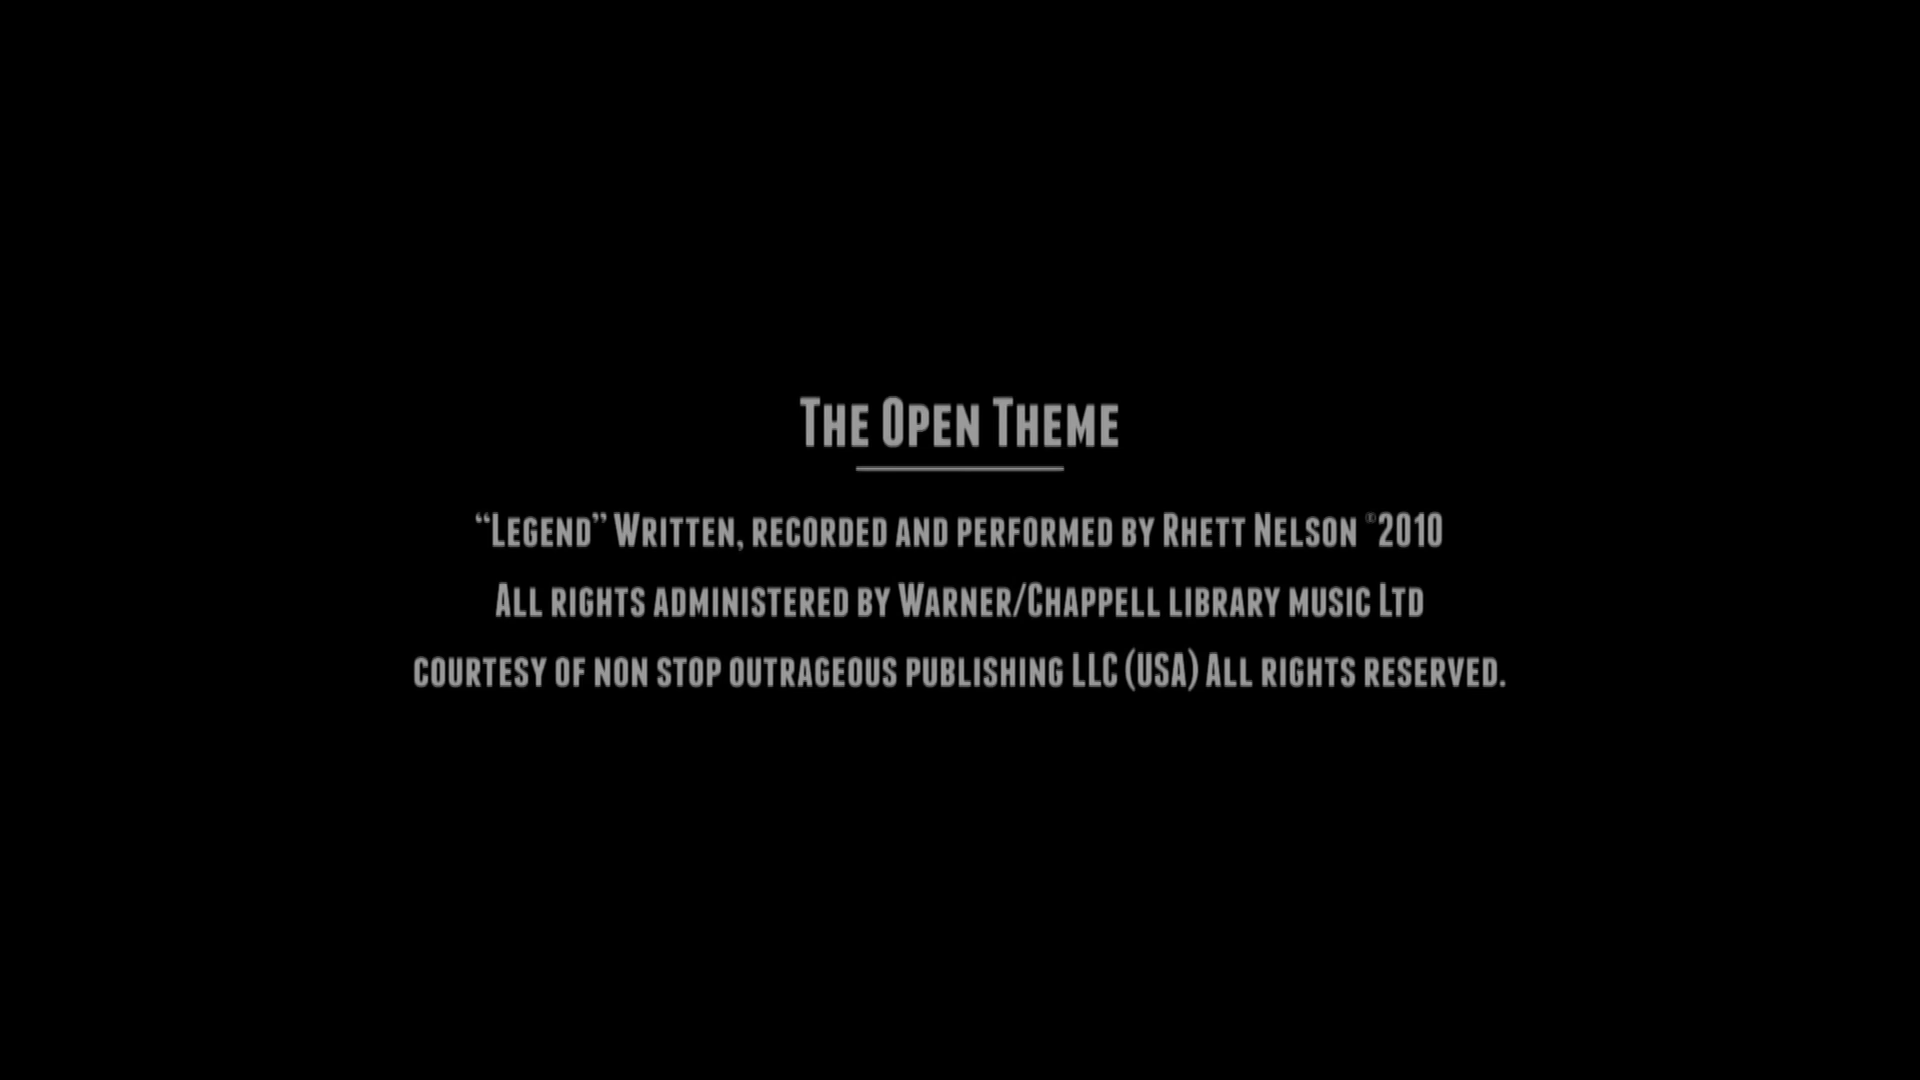 The Open Theme
“Legend” Written, recorded and performed by Rhett Nelson ©2010
All rights administered by Warner/Chappell library music Ltd
courtesy of non stop outrageous publishing LLC (USA) All rights reserved.